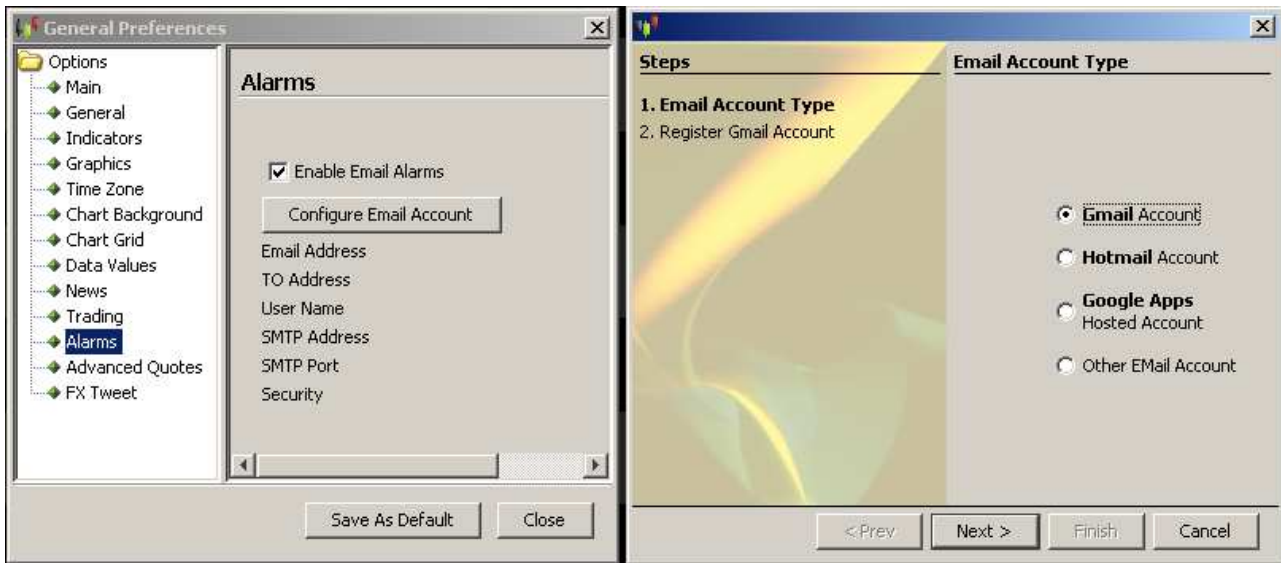 General Preferences
Options
Main
General
Indicators
Graphics
Time Zone
Chart Background
Chart Grid
Data Values
News
Trading
Alarms
Advanced Quotes
FX Tweet
Alarms
Enable Email Alarms
Configure Email Account
Email Address
TO Address
User Name
SMTP Address
SMTP Port
Security
Save As Default
Close
Steps
1. Email Account Type
2. Register Gmail Account
Email Account Type
Gmail Account
Hotmail Account
Google Apps
Hosted Account
Other EMail Account
< Prev
Next >
Finish
Cancel